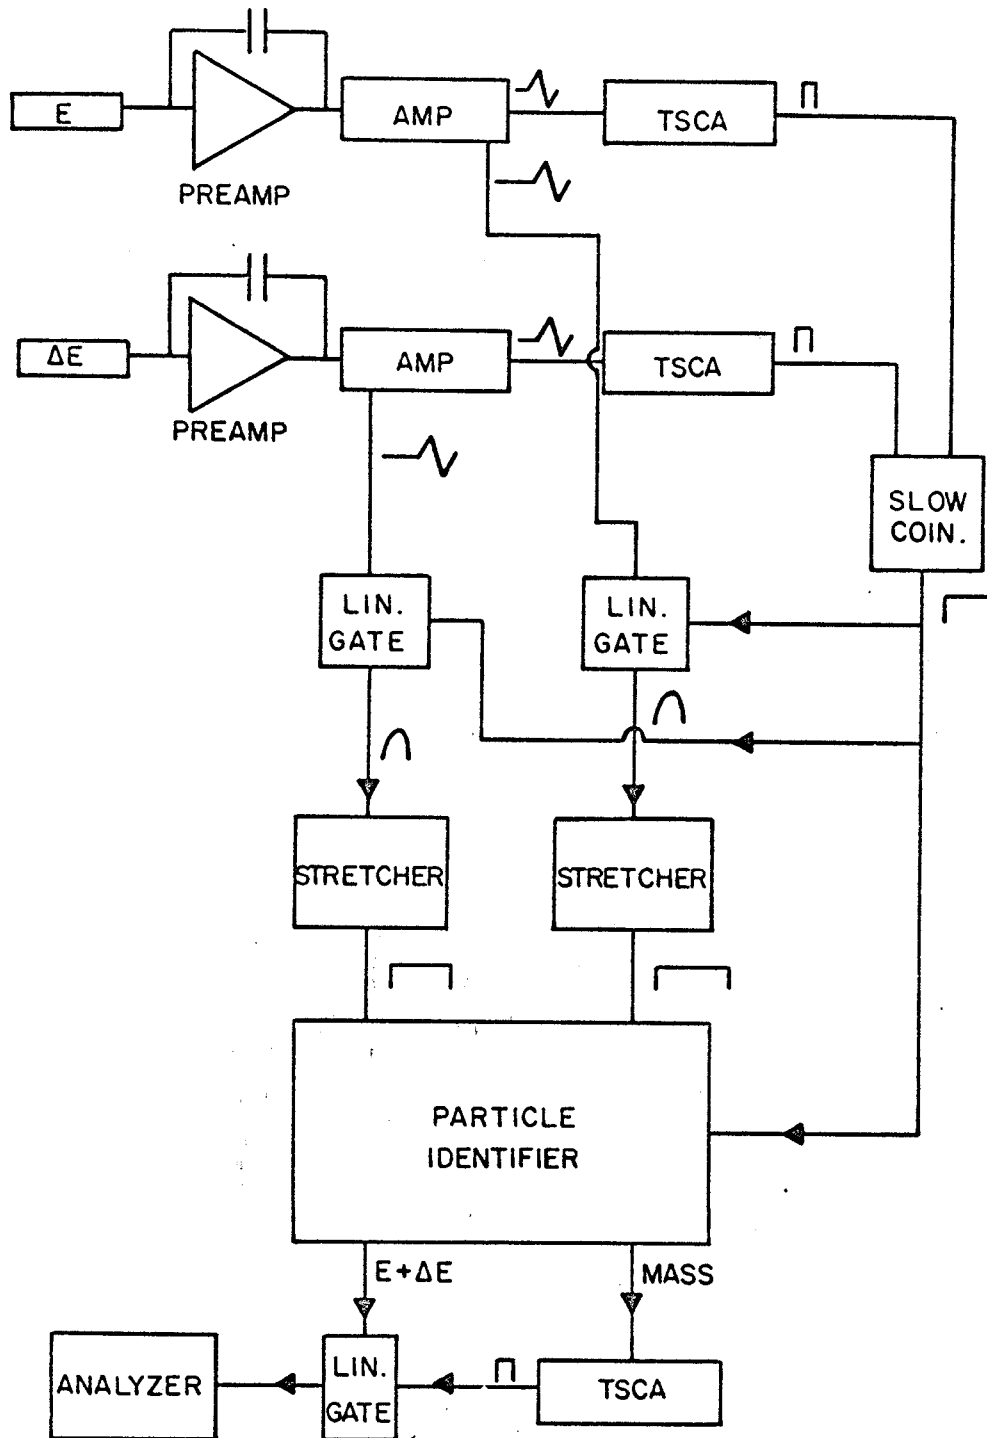 E
AMP
TSCA
PREAMP
ΔE
AMP
TSCA
PREAMP
SLOW
COIN.
LIN.
GATE
LIN.
GATE
STRETCHER
STRETCHER
PARTICLE
IDENTIFIER
E+ΔE
MASS
ANALYZER
LIN.
GATE
TSCA